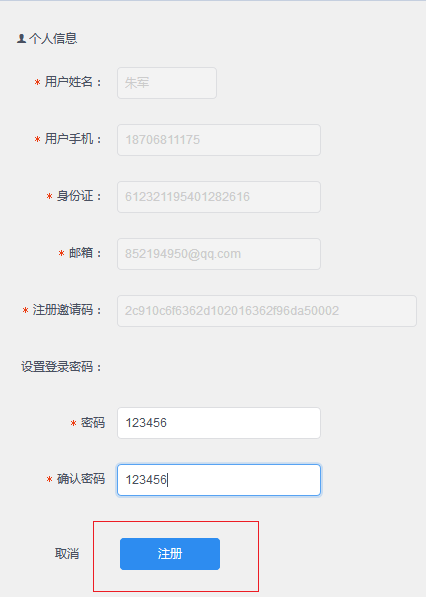 个人信息
* 用户姓名： 朱军
* 用户手机： 18706811175
* 身份证： 612321195401282616
* 邮箱： 852194950@qq.com
* 注册邀请码： 2c910c6f6362d102016362f96da50002
设置登录密码：
* 密码 123456
* 确认密码 123456
取消 注册